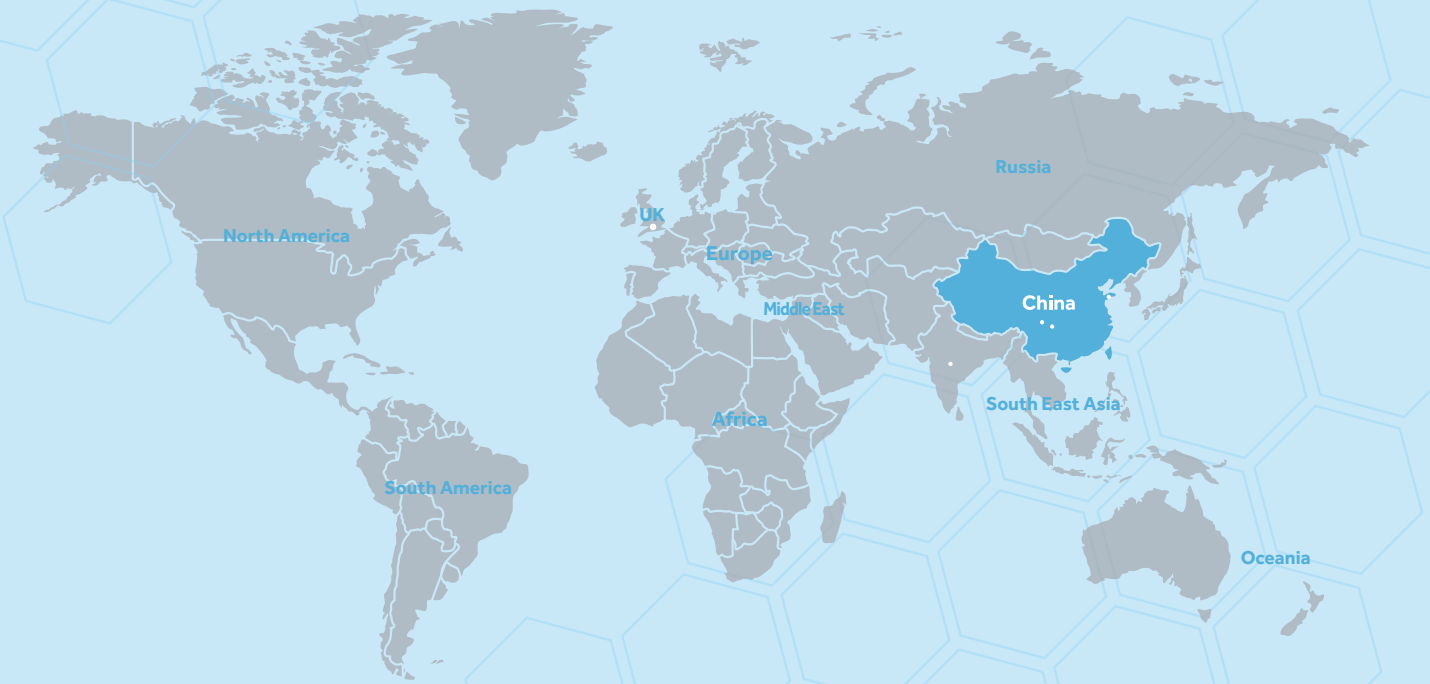 Russia
UK
North America
Europe
China
Middle East
South East Asia
Africa
South America
Oceania